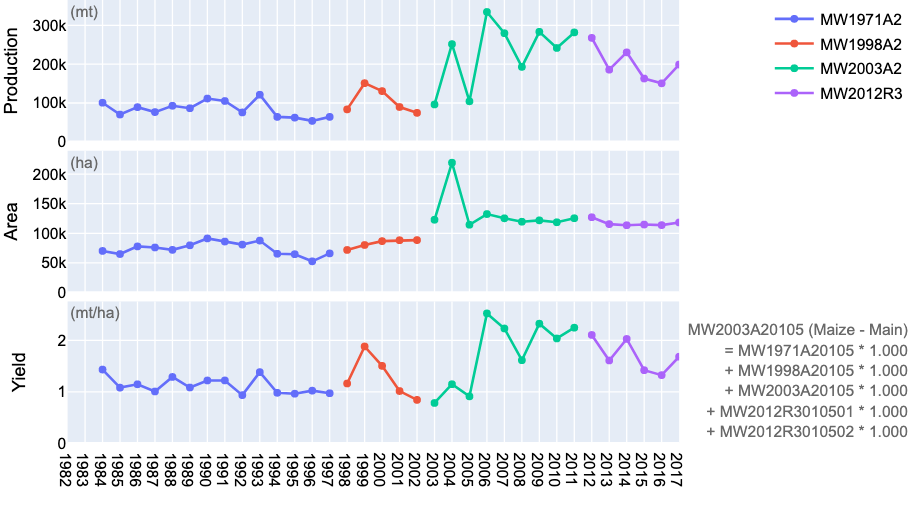 (mt)
300k
200k
100k
0
Production
MW1971A2
MW1998A2
MW2003A2
MW2012R3
(ha)
200k
150k
100k
50k
0
Area
(mt/ha)
2
1
0
Yield
MW2003A20105 (Maize - Main)
= MW1971A20105 * 1.000
+ MW1998A20105 * 1.000
+ MW2003A20105 * 1.000
+ MW2012R3010501 * 1.000
+ MW2012R3010502 * 1.000
1982
1983
1984
1985
1986
1987
1988
1989
1990
1991
1992
1993
1994
1995
1996
1997
1998
1999
2000
2001
2002
2003
2004
2005
2006
2007
2008
2009
2010
2011
2012
2013
2014
2015
2016
2017